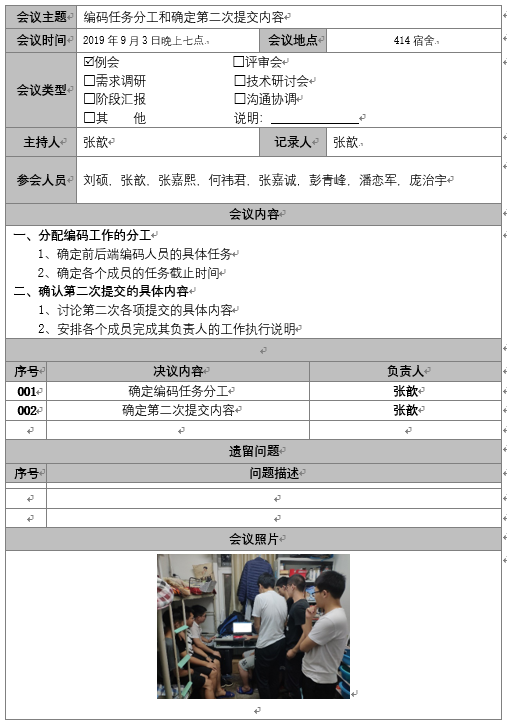 会议主题 编码任务分工和确定第二次提交内容
会议时间 2019年9月3日晚上七点. 会议地点 414宿舍.
会议类型 ☑例会 □评审会
□需求调研 □技术研讨会
□阶段汇报 □沟通协调
□其 他 说明：
主持人 张歆 记录人 张歆.
参会人员 刘硕, 张歆, 张嘉熙, 何祎君, 张嘉诚, 彭青峰, 潘恋军, 庞治宇
会议内容
一、分配编码工作的分工
1、确定前后端编码人员的具体任务
2、确定各个成员的任务截止时间
二、确认第二次提交的具体内容
1、讨论第二次各项提交的具体内容
2、安排各个成员完成其负责人的工作执行说明
序号 决议内容 负责人
001 确定编码任务分工 张歆
002 确定第二次提交内容 张歆
遗留问题
序号 问题描述
会议照片